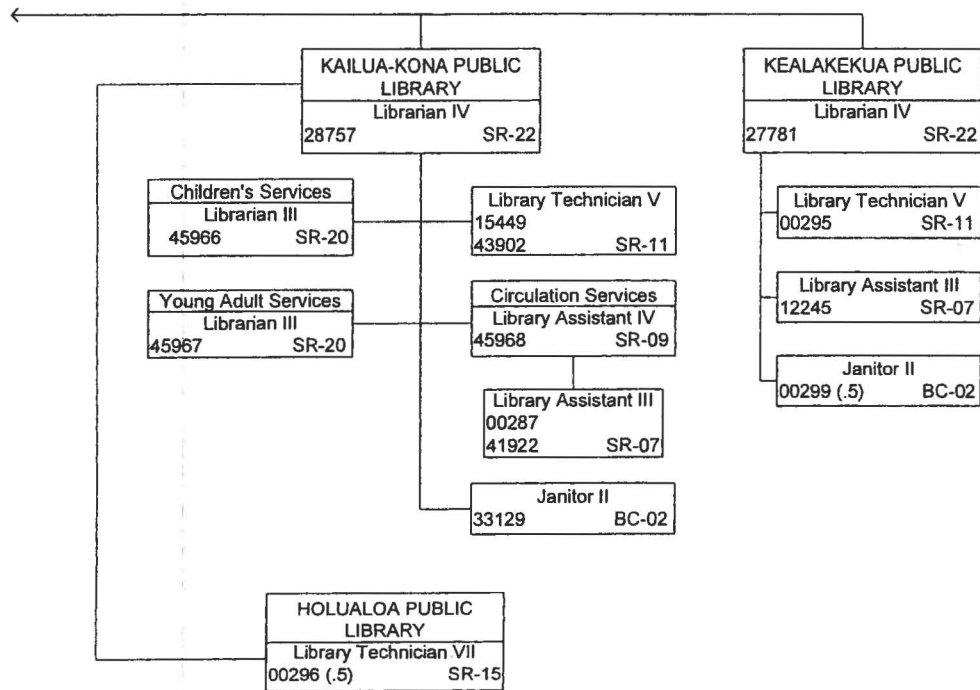 KAILUA-KONA PUBLIC
LIBRARY
Librarian IV
28757 SR-22
KEALAKEKUA PUBLIC
LIBRARY
Librarian IV
27781 SR-22
Children's Services
Librarian III
45966 SR-20
Library Technician V
15449
43902 SR-11
Library Technician V
00295 SR-11
Young Adult Services
Librarian III
45967 SR-20
Circulation Services
Library Assistant IV
45968 SR-09
Library Assistant III
12245 SR-07
Library Assistant III
00287
41922 SR-07
Janitor II
00299 (.5) BC-02
Janitor II
33129 BC-02
HOLUALOA PUBLIC
LIBRARY
Library Technician VII
00296 (.5) SR-15